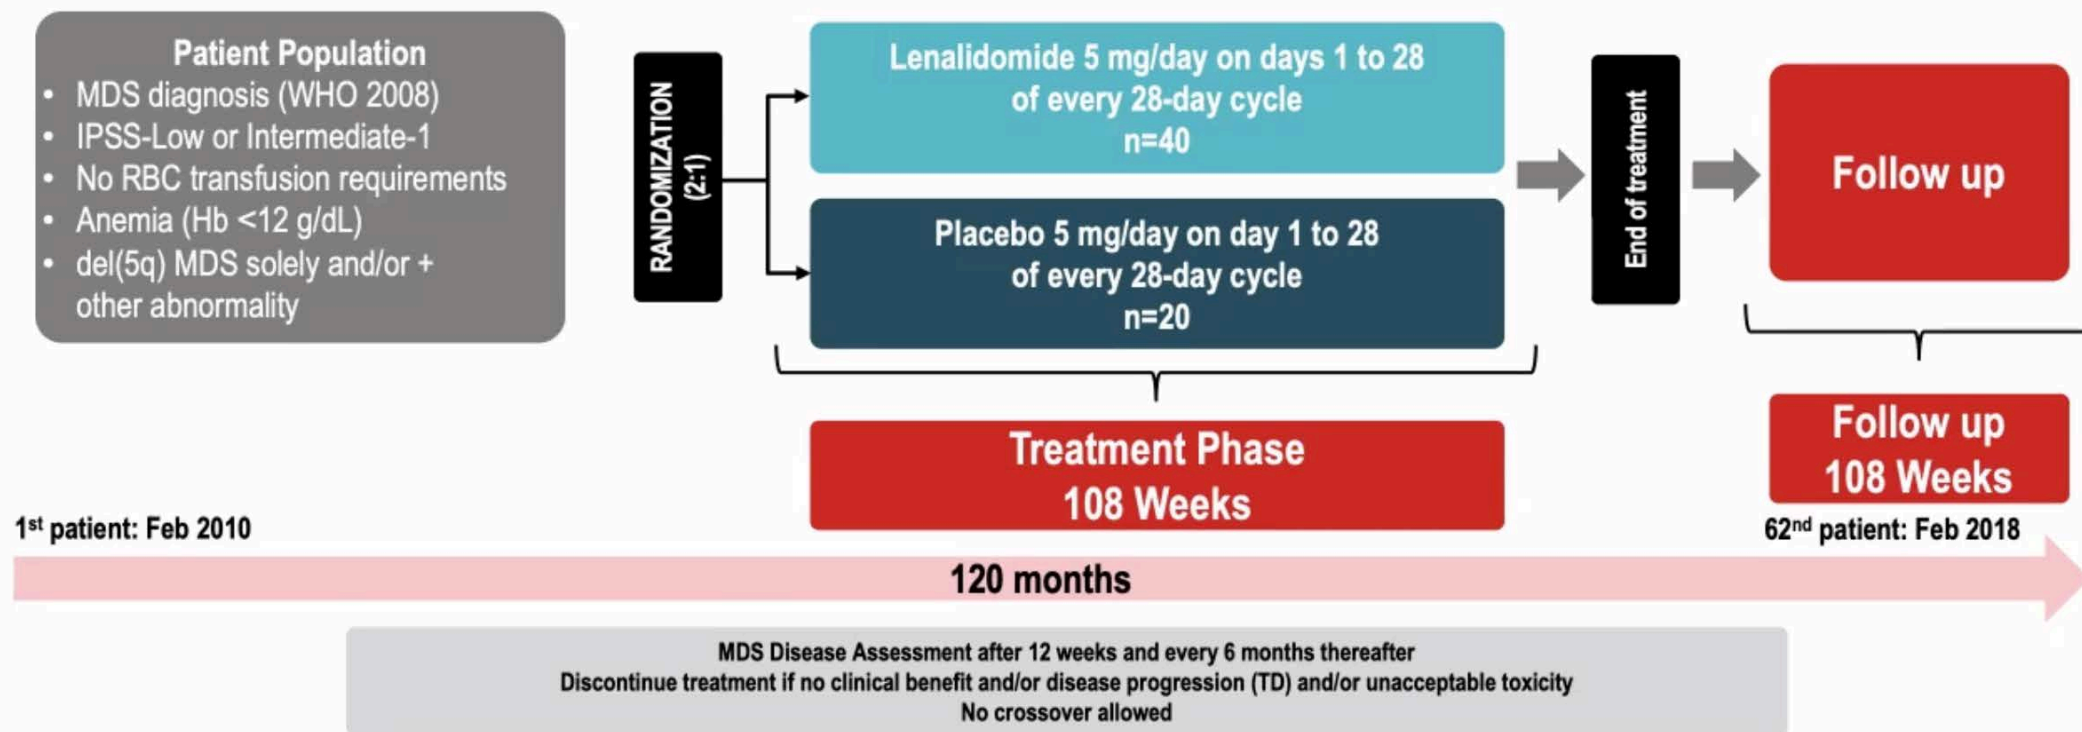 Patient Population
• MDS diagnosis (WHO 2008)
• IPSS-Low or Intermediate-1
• No RBC transfusion requirements
• Anemia (Hb <12 g/dL)
• del(5q) MDS solely and/or +
other abnormality
RANDOMIZATION
(2:1)
Lenalidomide 5 mg/day on days 1 to 28
of every 28-day cycle
n=40
Placebo 5 mg/day on day 1 to 28
of every 28-day cycle
n=20
End of treatment
Follow up
Treatment Phase
108 Weeks
Follow up
108 Weeks
1st patient: Feb 2010
62nd patient: Feb 2018
120 months
MDS Disease Assessment after 12 weeks and every 6 months thereafter
Discontinue treatment if no clinical benefit and/or disease progression (TD) and/or unacceptable toxicity
No crossover allowed